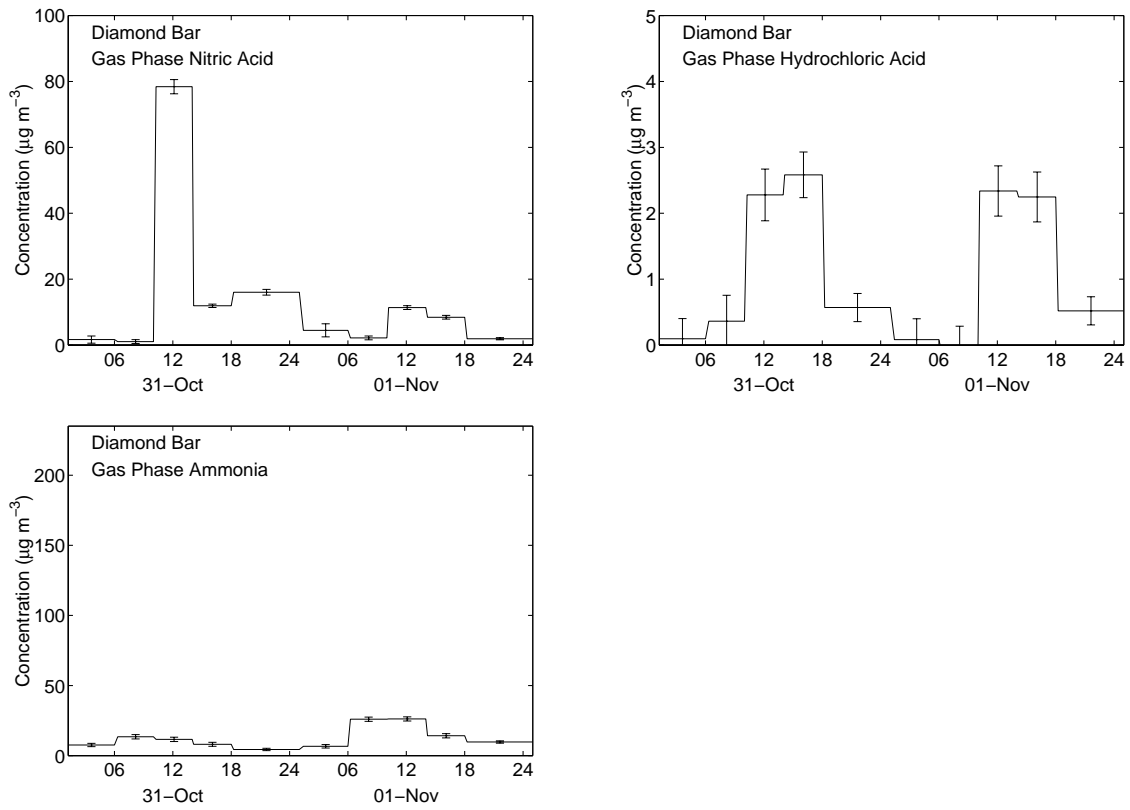 Diamond Bar
Gas Phase Nitric Acid
Concentration (μg m−3)
100
80
60
40
20
0
06 12 18 24 06 12 18 24
31−Oct 01−Nov
Diamond Bar
Gas Phase Hydrochloric Acid
Concentration (μg m−3)
5
4
3
2
1
0
06 12 18 24 06 12 18 24
31−Oct 01−Nov
Diamond Bar
Gas Phase Ammonia
Concentration (μg m−3)
200
150
100
50
0
06 12 18 24 06 12 18 24
31−Oct 01−Nov